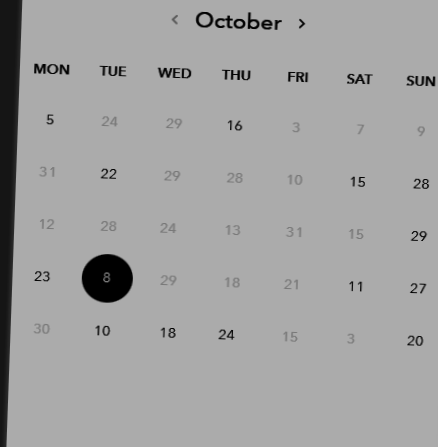 ‹ October ›
MON TUE WED THU FRI SAT SUN
5 24 29 16 3 7 9
31 22 29 28 10 15 28
12 28 24 13 31 15 29
23 8 29 18 21 11 27
30 10 18 24 15 3 20